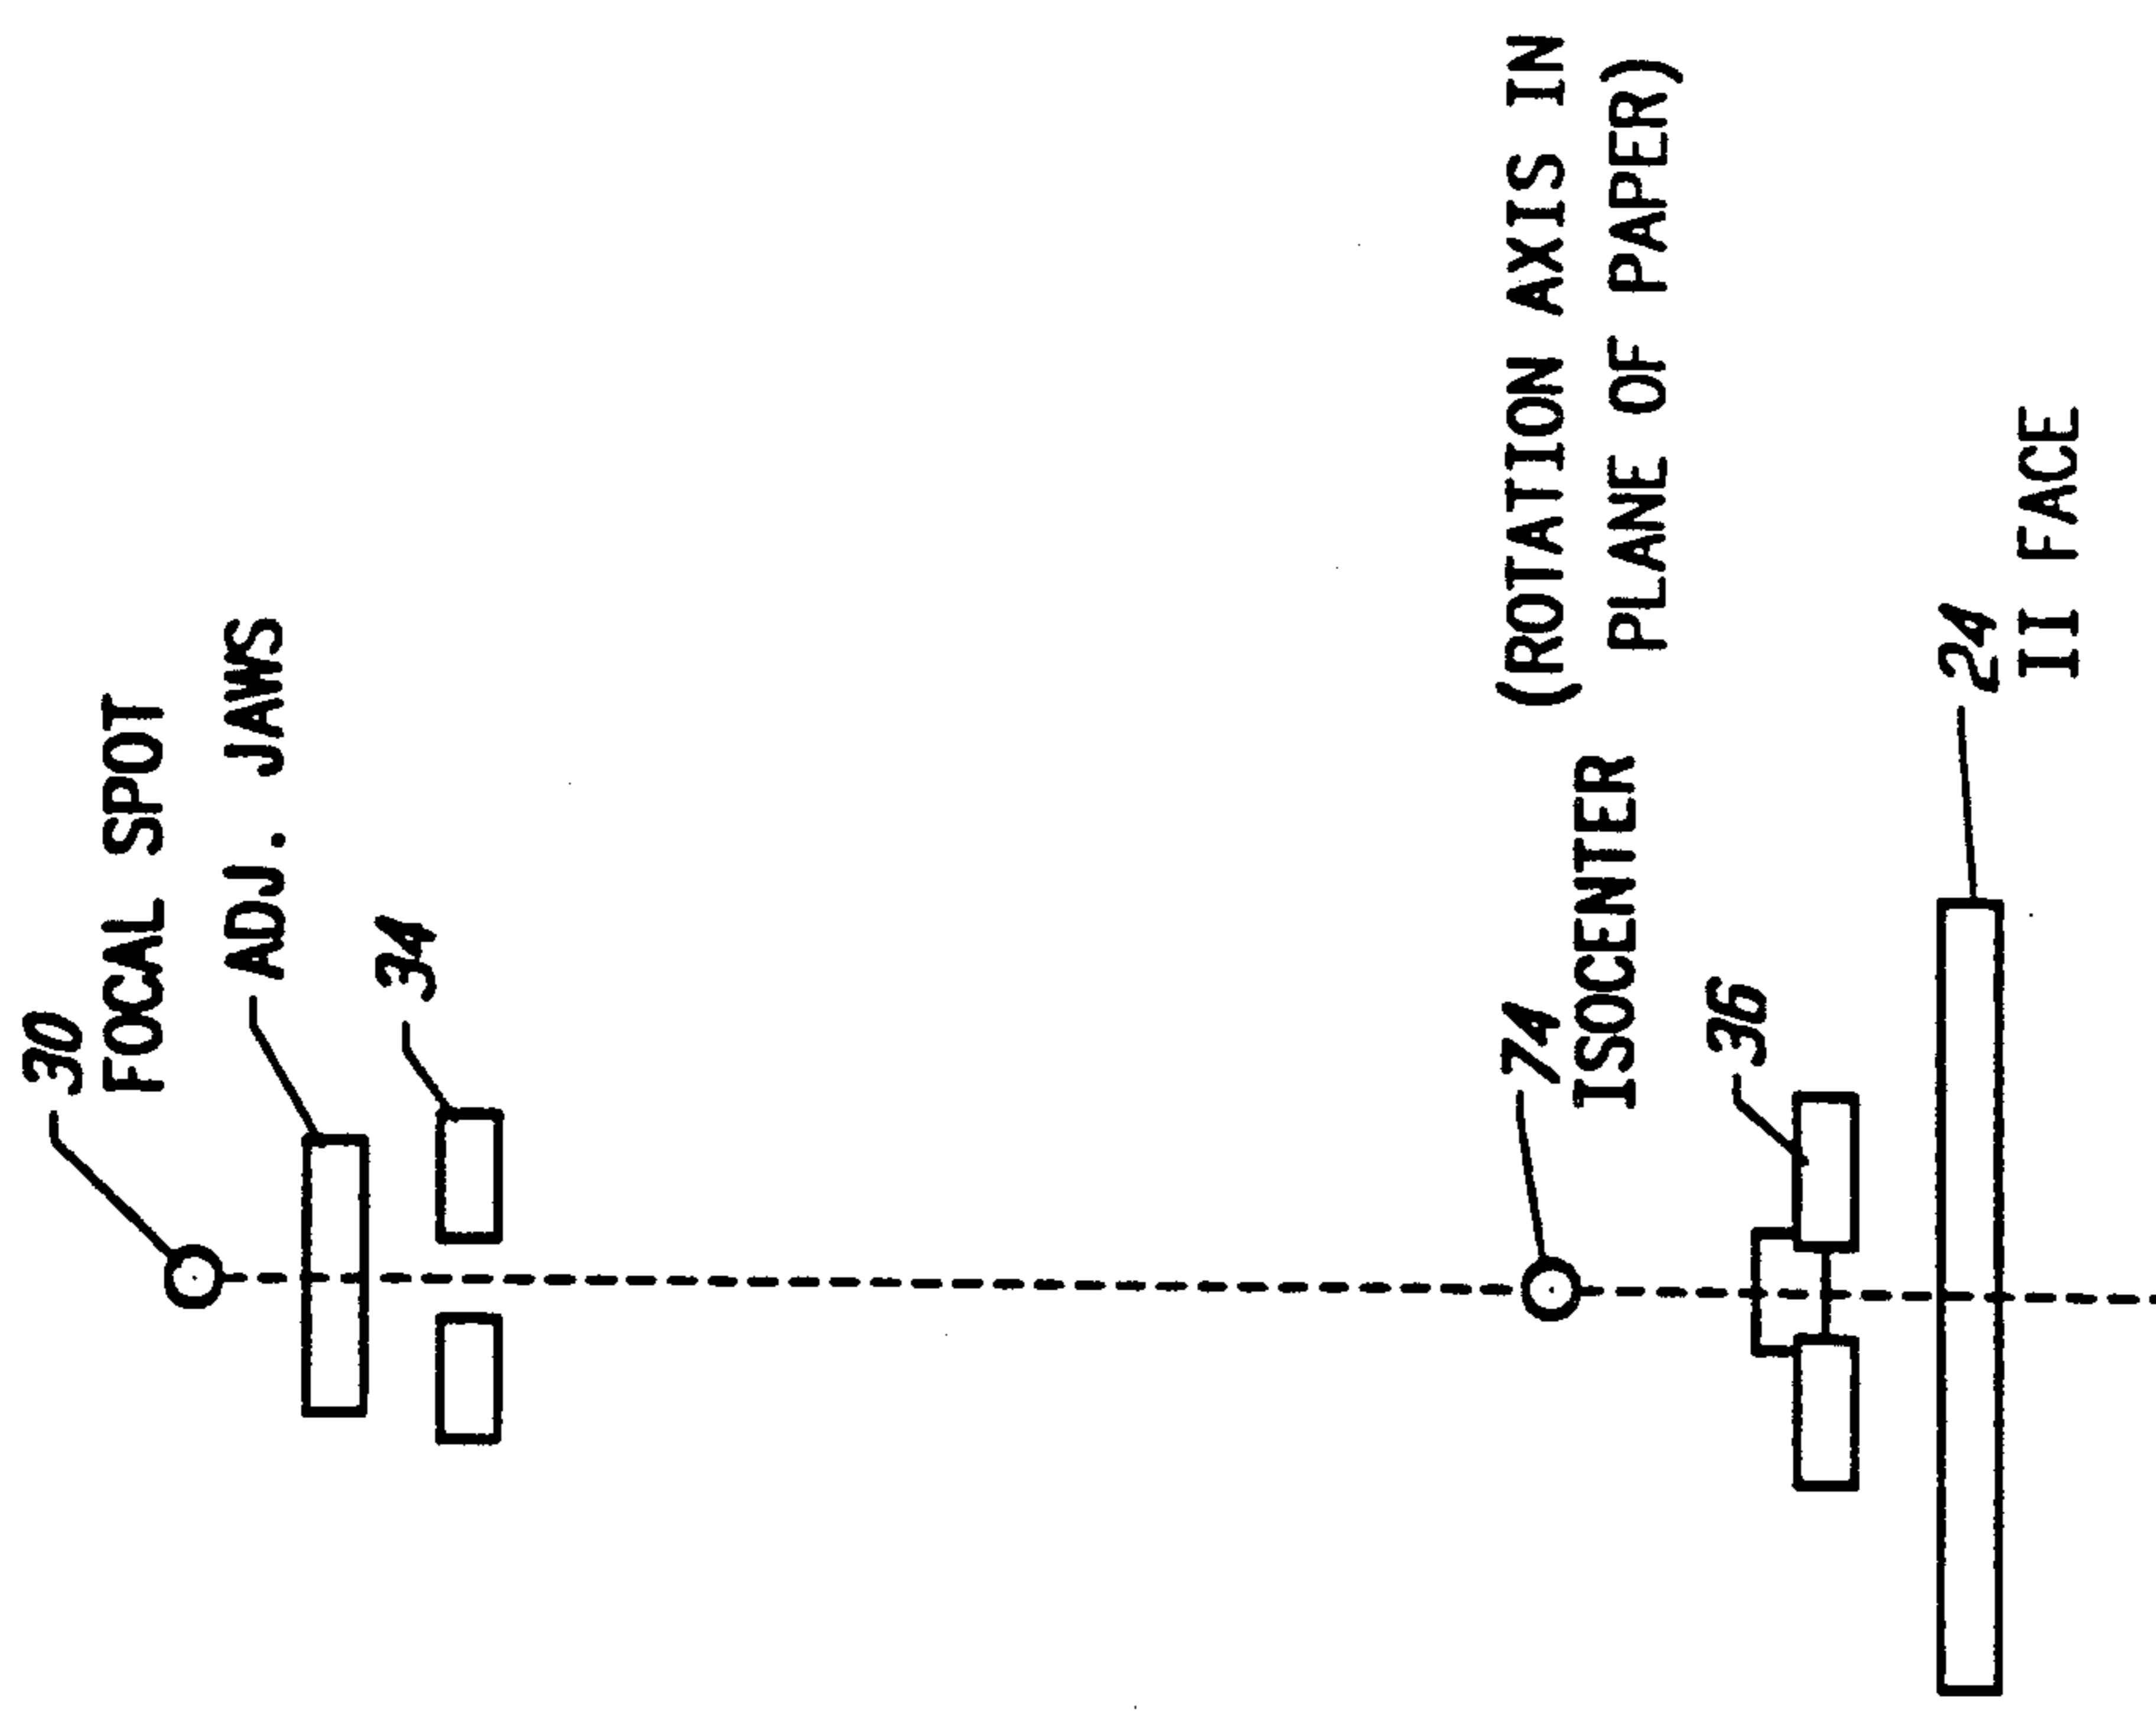 30
FOCAL SPOT
ADJ. JAWS
34
74
ISOCENTER
(ROTATION AXIS IN
PLANE OF PAPER)
36
24
II FACE